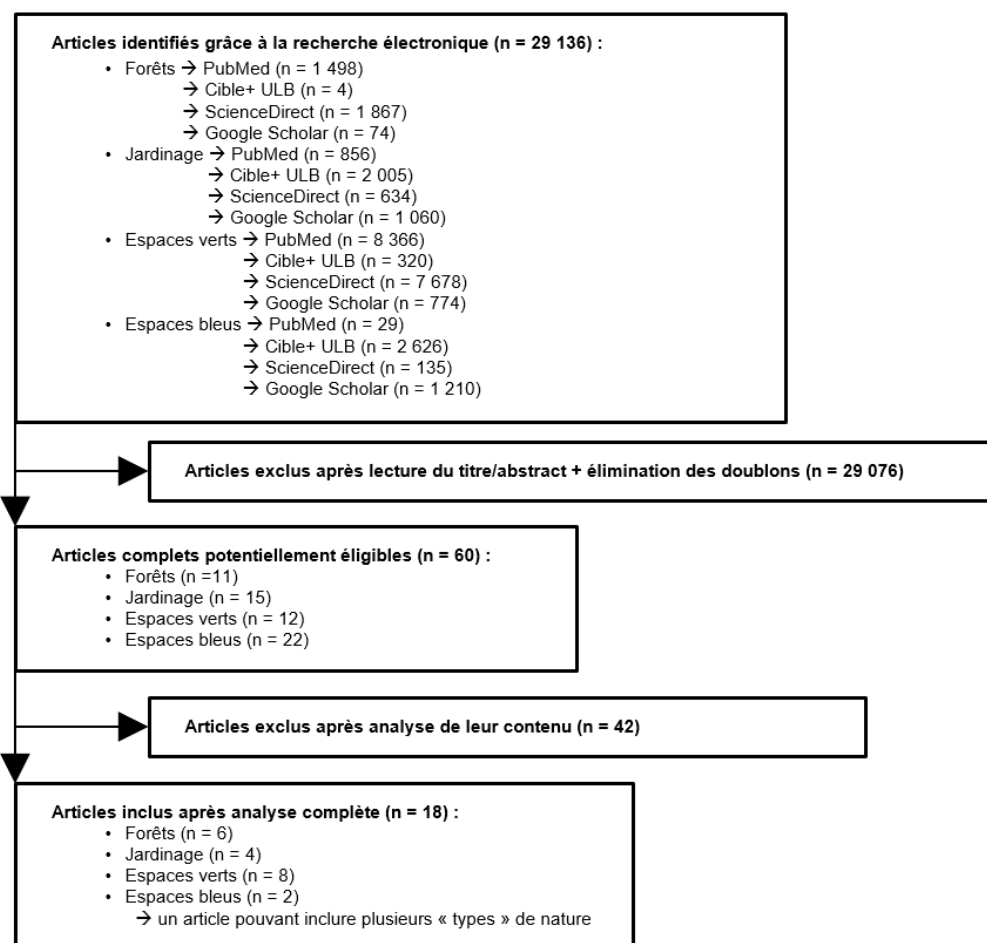 Articles identifiés grâce à la recherche électronique (n = 29 136) :
• Forêts → PubMed (n = 1 498)
→ Cible+ ULB (n = 4)
→ ScienceDirect (n = 1 867)
→ Google Scholar (n = 74)
• Jardinage → PubMed (n = 856)
→ Cible+ ULB (n = 2 005)
→ ScienceDirect (n = 634)
→ Google Scholar (n = 1 060)
• Espaces verts → PubMed (n = 8 366)
→ Cible+ ULB (n = 320)
→ ScienceDirect (n = 7 678)
→ Google Scholar (n = 774)
• Espaces bleus → PubMed (n = 29)
→ Cible+ ULB (n = 2 626)
→ ScienceDirect (n = 135)
→ Google Scholar (n = 1 210)
Articles exclus après lecture du titre/abstract + élimination des doublons (n = 29 076)
Articles complets potentiellement éligibles (n = 60) :
• Forêts (n =11)
• Jardinage (n = 15)
• Espaces verts (n = 12)
• Espaces bleus (n = 22)
Articles exclus après analyse de leur contenu (n = 42)
Articles inclus après analyse complète (n = 18) :
• Forêts (n = 6)
• Jardinage (n = 4)
• Espaces verts (n = 8)
• Espaces bleus (n = 2)
→ un article pouvant inclure plusieurs « types » de nature